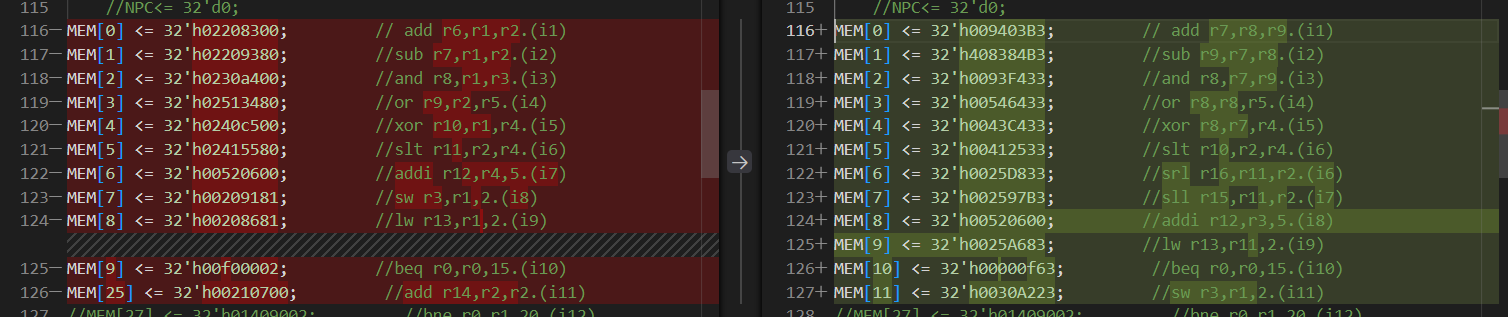 115 //NPC<= 32'd0;
116— MEM[0] <= 32'h02208300; // add r6,r1,r2.(i1)
117— MEM[1] <= 32'h02209380; //sub r7,r1,r2.(i2)
118— MEM[2] <= 32'h0230a400; //and r8,r1,r3.(i3)
119— MEM[3] <= 32'h02513480; //or r9,r2,r5.(i4)
120— MEM[4] <= 32'h0240c500; //xor r10,r1,r4.(i5)
121— MEM[5] <= 32'h02415580; //slt r11,r2,r4.(i6)
122— MEM[6] <= 32'h00520600; //addi r12,r4,5.(i7)
123— MEM[7] <= 32'h00209181; //sw r3,r1,2.(i8)
124— MEM[8] <= 32'h00208681; //lw r13,r1,2.(i9)
125— MEM[9] <= 32'h00f00002; //beq r0,r0,15.(i10)
126— MEM[25] <= 32'h00210700; //add r14,r2,r2.(i11)
127 //MEM[27] <= 32'h01409002; //bne r0,r1,20.(i12)
→
115 //NPC<= 32'd0;
116+ MEM[0] <= 32'h009403B3; // add r7,r8,r9.(i1)
117+ MEM[1] <= 32'h408384B3; //sub r9,r7,r8.(i2)
118+ MEM[2] <= 32'h0093F433; //and r8,r7,r9.(i3)
119+ MEM[3] <= 32'h00546433; //or r8,r8,r5.(i4)
120+ MEM[4] <= 32'h0043C433; //xor r8,r7,r4.(i5)
121+ MEM[5] <= 32'h00412533; //slt r10,r2,r4.(i6)
122+ MEM[6] <= 32'h0025D833; //srl r16,r11,r2.(i6)
123+ MEM[7] <= 32'h002597B3; //sll r15,r11,r2.(i7)
124+ MEM[8] <= 32'h00520600; //addi r12,r3,5.(i8)
125+ MEM[9] <= 32'h0025A683; //lw r13,r11,2.(i9)
126+ MEM[10] <= 32'h00000f63; //beq r0,r0,15.(i10)
127+ MEM[11] <= 32'h0030A223; //sw r3,r1,2.(i11)
128 //MEM[27] <= 32'h01409002; //bne r0,r1,20.(i12)